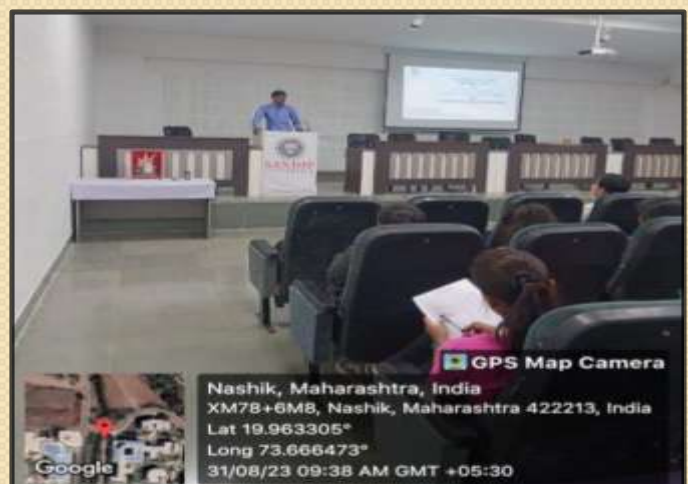 SANDIP
GPS Map Camera
Nashik, Maharashtra, India
XM78+6M8, Nashik, Maharashtra 422213, India
Lat 19.963305°
Long 73.666473°
31/08/23 09:38 AM GMT +05:30
Google